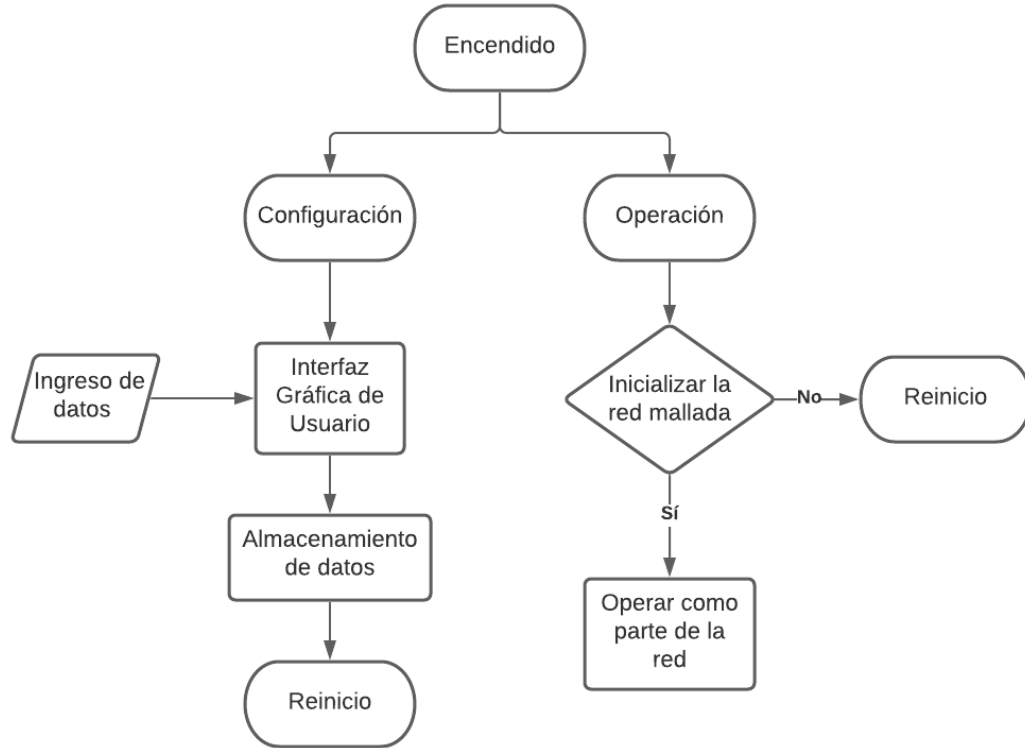 Encendido
Configuración
Operación
Ingreso de
datos
Interfaz
Gráfica de
Usuario
Inicializar la
red mallada
No
Reinicio
Sí
Almacenamiento
de datos
Operar como
parte de la
red
Reinicio